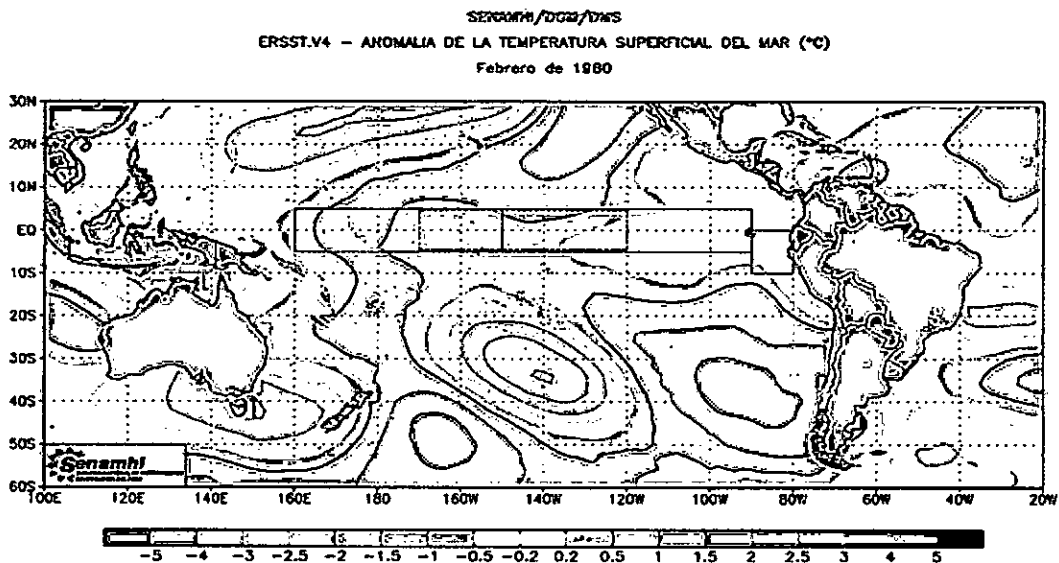 SENAMHI/DGM/DMS
ERSST.V4 – ANOMALIA DE LA TEMPERATURA SUPERFICIAL DEL MAR (°C)
Febrero de 1980
30N
20N
10N
EQ
10S
20S
30S
40S
50S
60S
Senamhi
100E 120E 140E 160E 180 160W 140W 120W 100W 80W 60W 40W 20W
-5 -4 -3 -2.5 -2 -1.5 -1 -0.5 -0.2 0.2 0.5 1 1.5 2 2.5 3 4 5